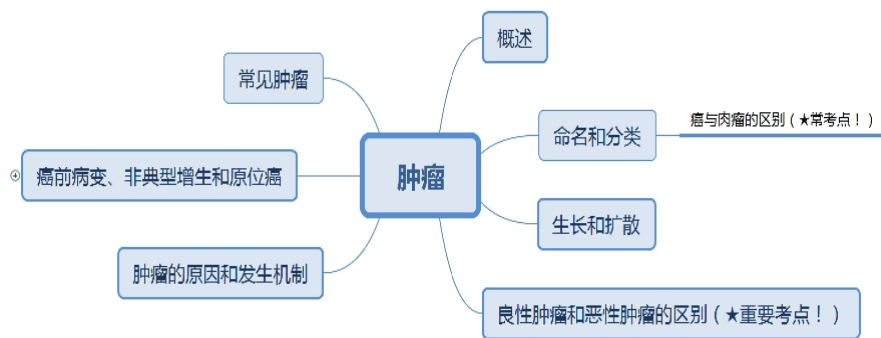 概述
常见肿瘤
命名和分类
癌与肉瘤的区别（★常考点！）
肿瘤
癌前病变、非典型增生和原位癌
生长和扩散
肿瘤的原因和发生机制
良性肿瘤和恶性肿瘤的区别（★重要考点！）